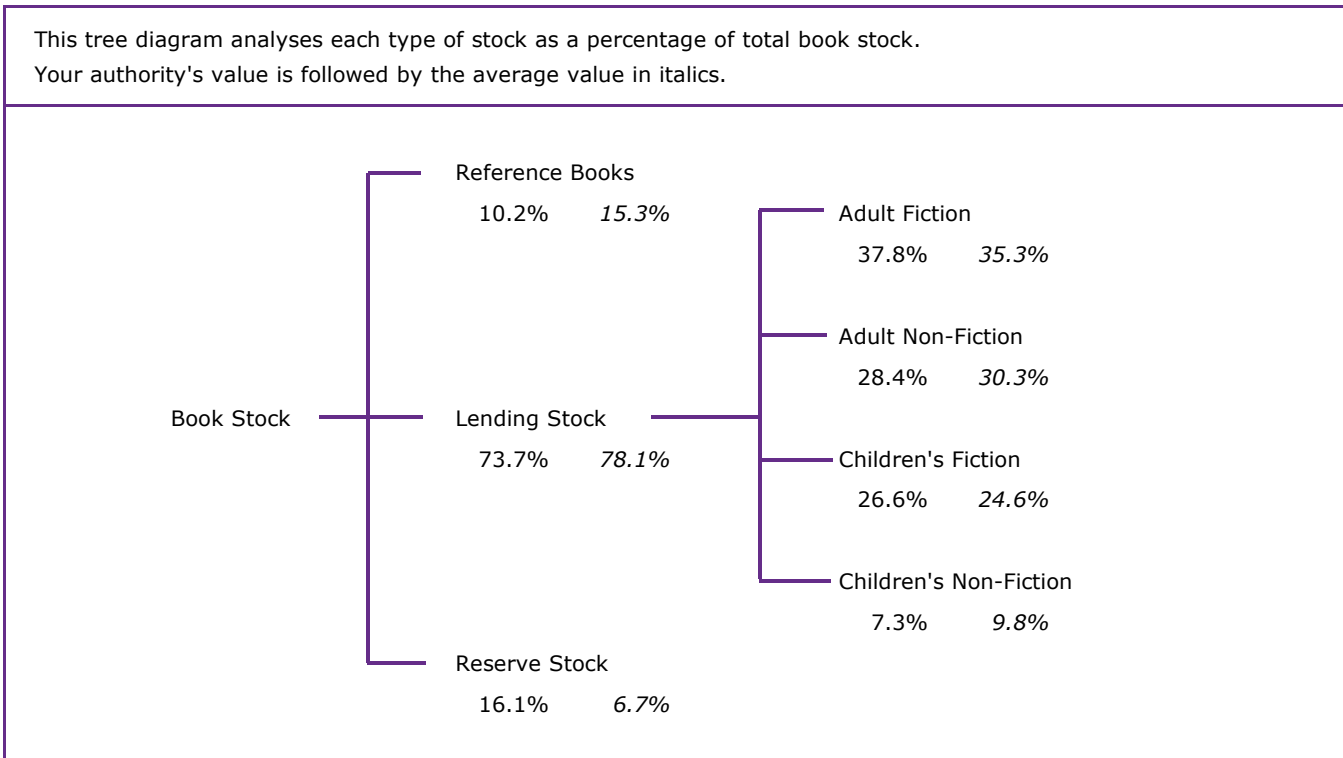 This tree diagram analyses each type of stock as a percentage of total book stock.
Your authority's value is followed by the average value in italics.
Reference Books
10.2% 15.3%
Adult Fiction
37.8% 35.3%
Adult Non-Fiction
28.4% 30.3%
Book Stock
Lending Stock
73.7% 78.1%
Children's Fiction
26.6% 24.6%
Children's Non-Fiction
7.3% 9.8%
Reserve Stock
16.1% 6.7%